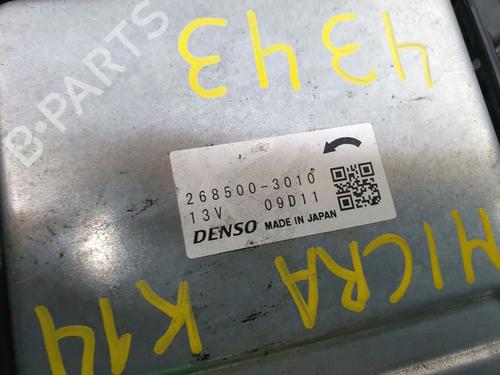 B-PARTS
4343
268500-3010
13V 09D11
DENSO MADE IN JAPAN
MICRA
K14